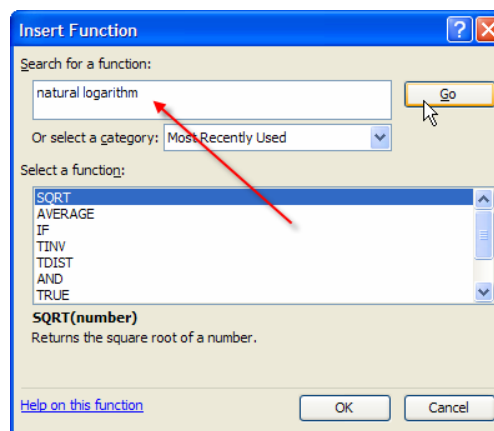 Insert Function
Search for a function:
natural logarithm
Go
Or select a category: Most Recently Used
Select a function:
SQRT
AVERAGE
IF
TINV
TDIST
AND
TRUE
SQRT(number)
Returns the square root of a number.
Help on this function
OK Cancel